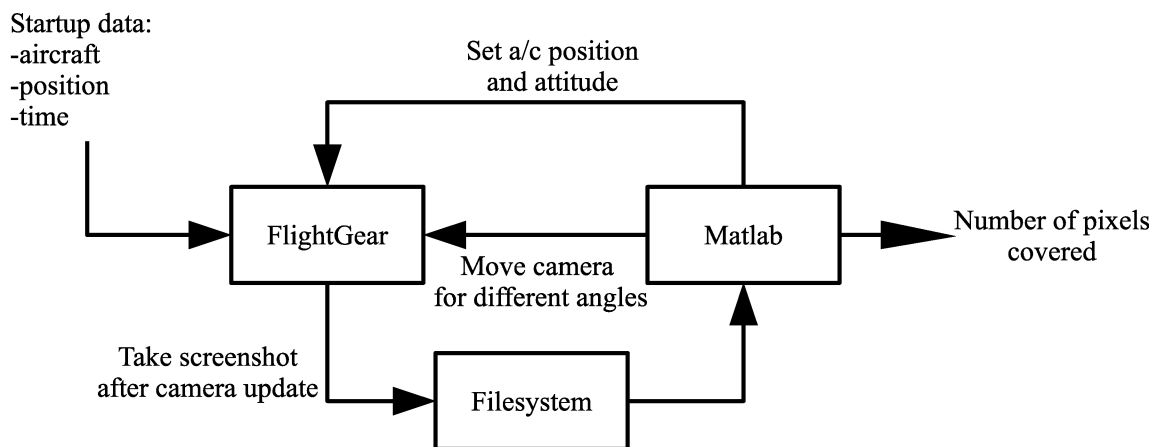 Startup data:
-aircraft
-position
-time
Set a/c position
and attitude
FlightGear
Matlab
Number of pixels
covered
Move camera
for different angles
Take screenshot
after camera update
Filesystem